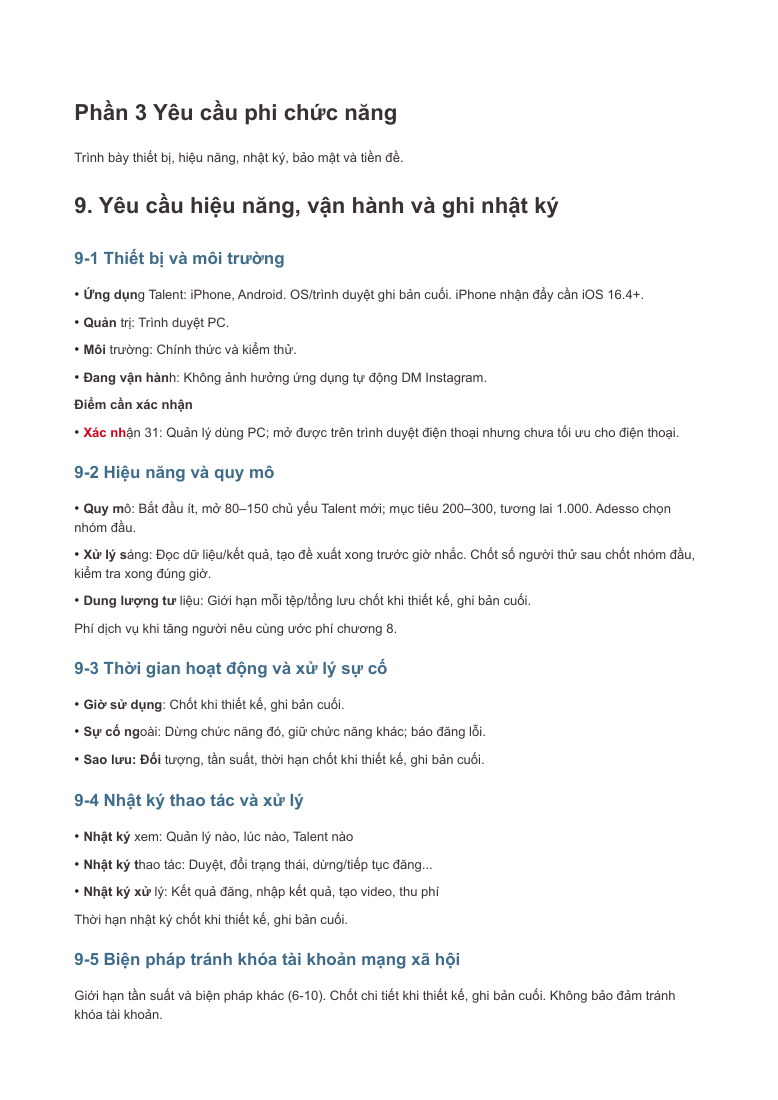 Phần 3 Yêu cầu phi chức năng
Trình bày thiết bị, hiệu năng, nhật ký, bảo mật và tiền đề.
9. Yêu cầu hiệu năng, vận hành và ghi nhật ký
9-1 Thiết bị và môi trường
• Ứng dụng Talent: iPhone, Android. OS/trình duyệt ghi bản cuối. iPhone nhận đẩy cần iOS 16.4+.
• Quản trị: Trình duyệt PC.
• Môi trường: Chính thức và kiểm thử.
• Đang vận hành: Không ảnh hưởng ứng dụng tự động DM Instagram.
Điểm cần xác nhận
• Xác nhận 31: Quản lý dùng PC; mở được trên trình duyệt điện thoại nhưng chưa tối ưu cho điện thoại.
9-2 Hiệu năng và quy mô
• Quy mô: Bắt đầu ít, mở 80–150 chủ yếu Talent mới; mục tiêu 200–300, tương lai 1.000. Adesso chọn
nhóm đầu.
• Xử lý sáng: Đọc dữ liệu/kết quả, tạo đề xuất xong trước giờ nhắc. Chốt số người thử sau chốt nhóm đầu,
kiểm tra xong đúng giờ.
• Dung lượng tư liệu: Giới hạn mỗi tệp/tổng lưu chốt khi thiết kế, ghi bản cuối.
Phí dịch vụ khi tăng người nêu cùng ước phí chương 8.
9-3 Thời gian hoạt động và xử lý sự cố
• Giờ sử dụng: Chốt khi thiết kế, ghi bản cuối.
• Sự cố ngoài: Dừng chức năng đó, giữ chức năng khác; báo đăng lỗi.
• Sao lưu: Đối tượng, tần suất, thời hạn chốt khi thiết kế, ghi bản cuối.
9-4 Nhật ký thao tác và xử lý
• Nhật ký xem: Quản lý nào, lúc nào, Talent nào
• Nhật ký thao tác: Duyệt, đổi trạng thái, dừng/tiếp tục đăng...
• Nhật ký xử lý: Kết quả đăng, nhập kết quả, tạo video, thu phí
Thời hạn nhật ký chốt khi thiết kế, ghi bản cuối.
9-5 Biện pháp tránh khóa tài khoản mạng xã hội
Giới hạn tần suất và biện pháp khác (6-10). Chốt chi tiết khi thiết kế, ghi bản cuối. Không bảo đảm tránh
khóa tài khoản.